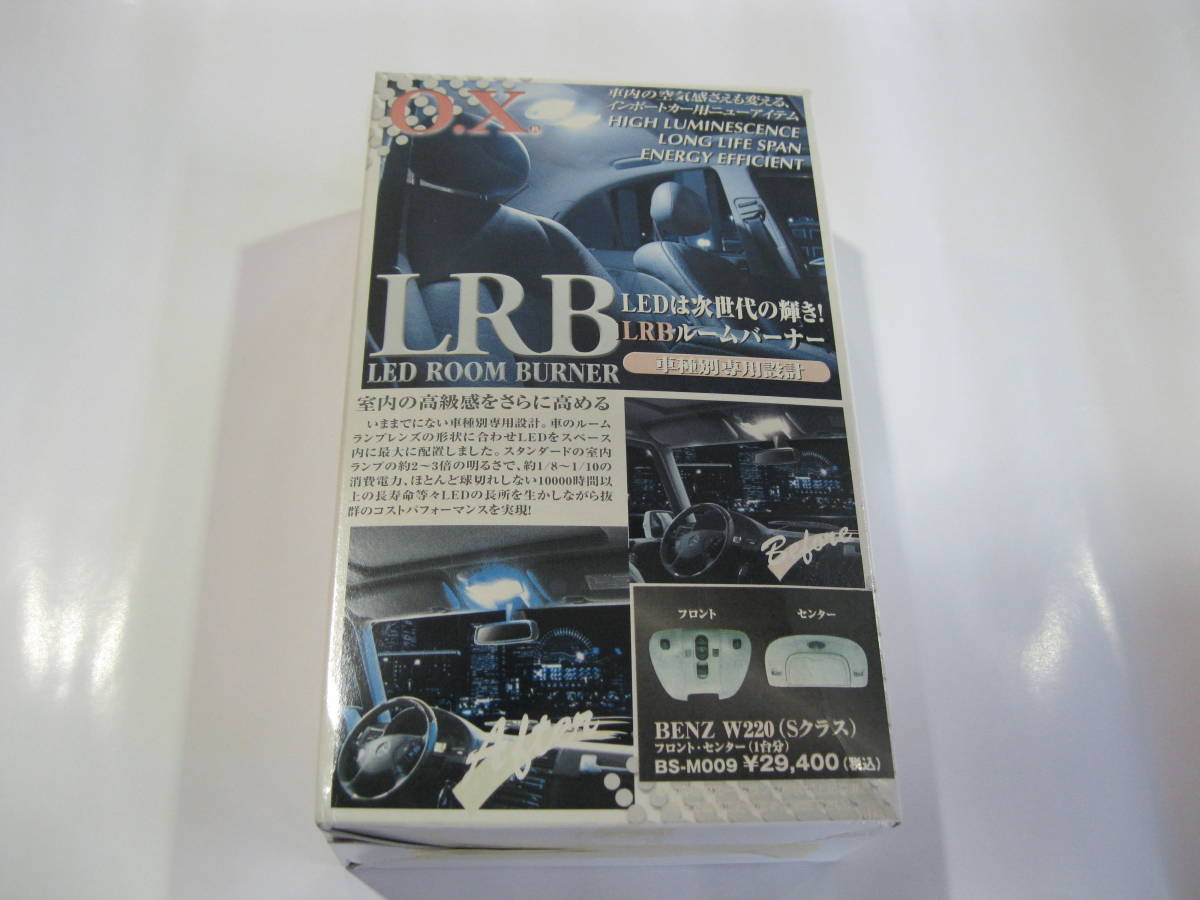 O.X.
車内の空気感さえも変える、
インポートカー用ニューアイテム
HIGH LUMINESCENCE
LONG LIFE SPAN
ENERGY EFFICIENT
LRB
LED ROOM BURNER
LEDは次世代の輝き!
LRBルームバーナー
車種別専用設計
室内の高級感をさらに高める
いままでにない車種別専用設計。車のルーム
ランプレンズの形状に合わせLEDをスペース
内に最大に配置しました。スタンダードの室内
ランプの約2〜3倍の明るさで、約1/8〜1/10の
消費電力、ほとんど球切れしない10000時間以
上の長寿命等々LEDの長所を生かしながら抜
群のコストパフォーマンスを実現!
Before
After
フロント
センター
BENZ W220(Sクラス)
フロント・センター(1台分)
BS-M009 ¥29,400(税込)